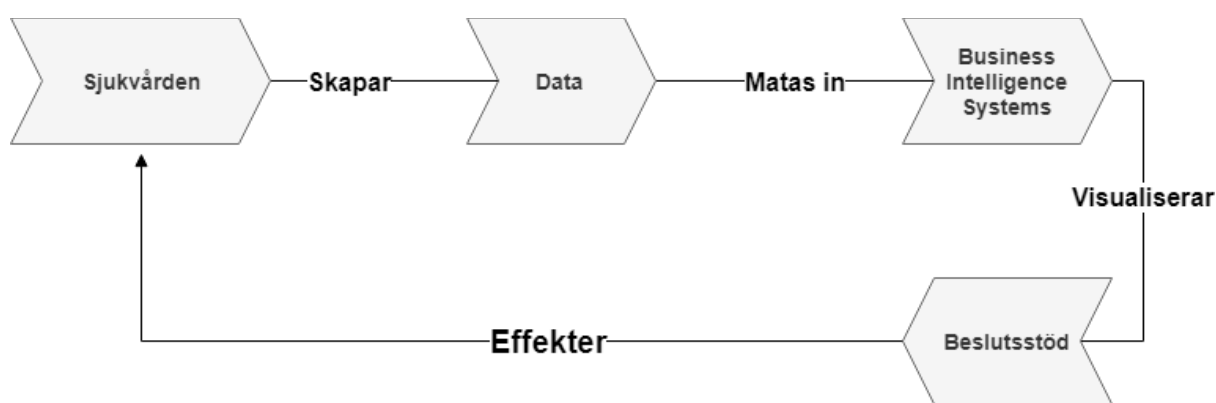 Sjukvården
Skapar
Data
Matas in
Business
Intelligence
Systems
Visualiserar
Beslutsstöd
Effekter